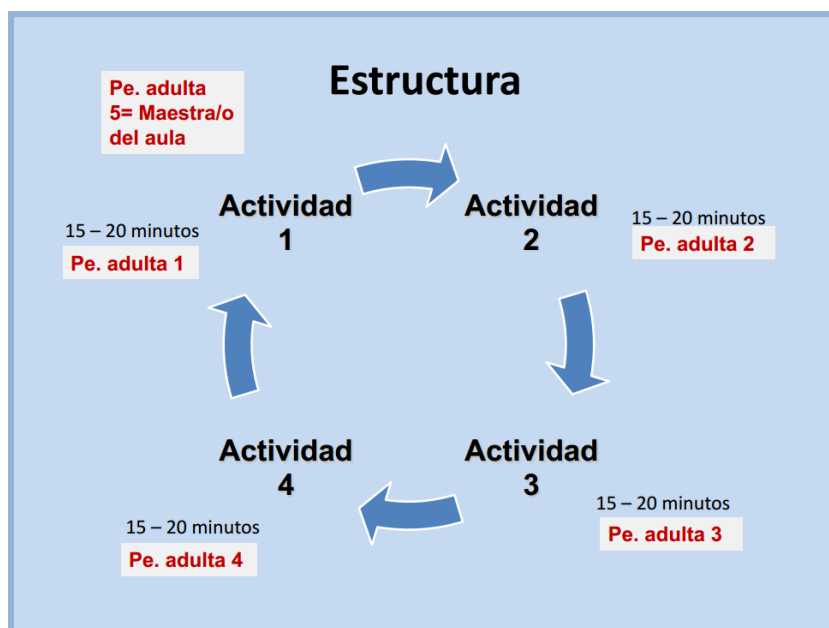 Estructura
Pe. adulta
5= Maestra/o
del aula
Actividad
1
15 – 20 minutos
Pe. adulta 1
Actividad
2
15 – 20 minutos
Pe. adulta 2
Actividad
3
15 – 20 minutos
Pe. adulta 3
Actividad
4
15 – 20 minutos
Pe. adulta 4